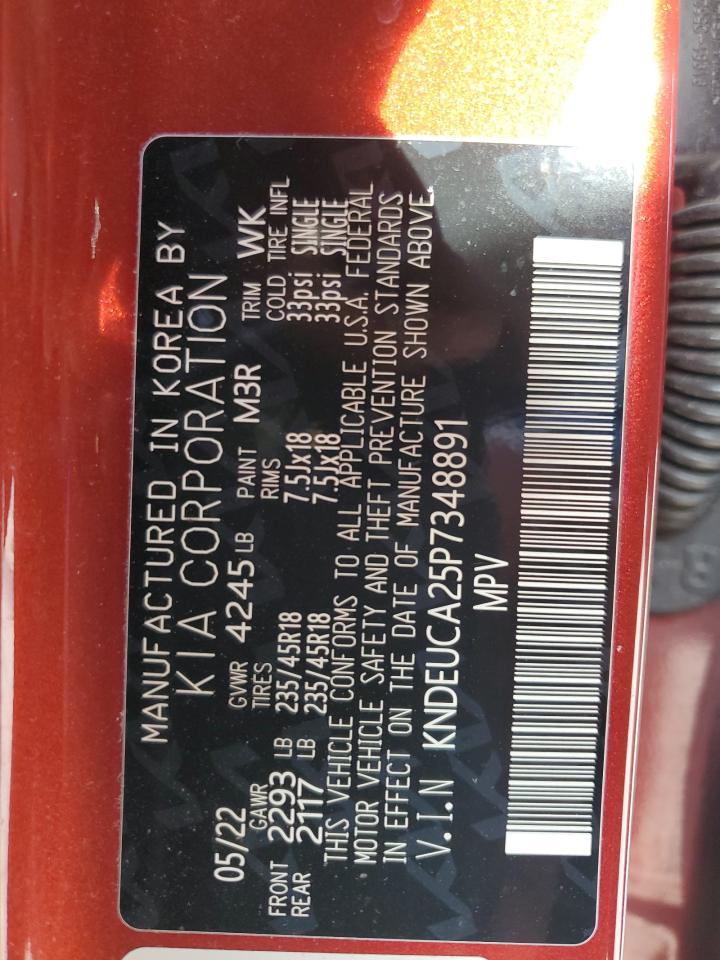 MANUFACTURED IN KOREA BY
KIA CORPORATION
05/22 GVWR 4245 LB PAINT M3R TRIM WK
GAWR TIRES RIMS COLD TIRE INFL
FRONT 2293 LB 235/45R18 7.5Jx18 33psi SINGLE
REAR 2117 LB 235/45R18 7.5Jx18 33psi SINGLE
THIS VEHICLE CONFORMS TO ALL APPLICABLE U.S.A. FEDERAL
MOTOR VEHICLE SAFETY AND THEFT PREVENTION STANDARDS
IN EFFECT ON THE DATE OF MANUFACTURE SHOWN ABOVE.
V.I.N KNDEUCA25P7348891
MPV